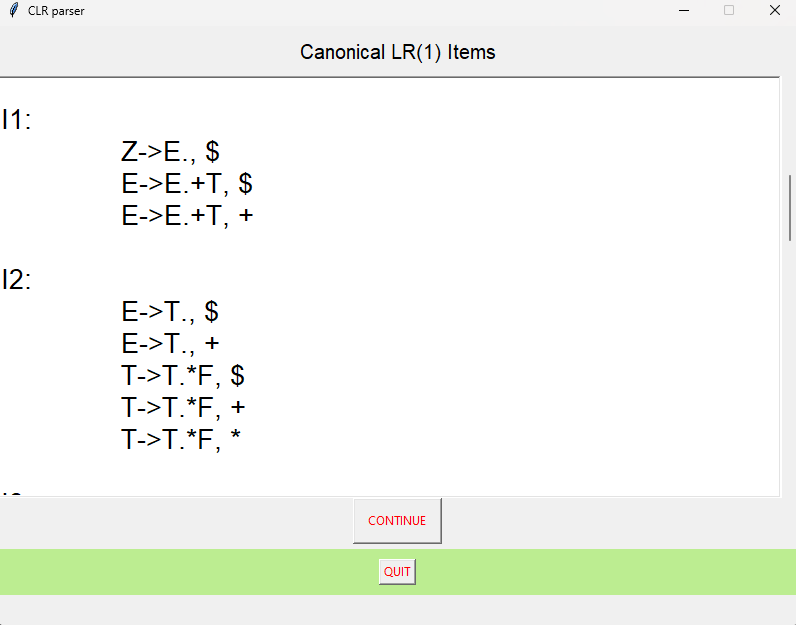 CLR parser
Canonical LR(1) Items
I1:
Z->E., $
E->E.+T, $
E->E.+T, +
I2:
E->T., $
E->T., +
T->T.*F, $
T->T.*F, +
T->T.*F, *
CONTINUE
QUIT